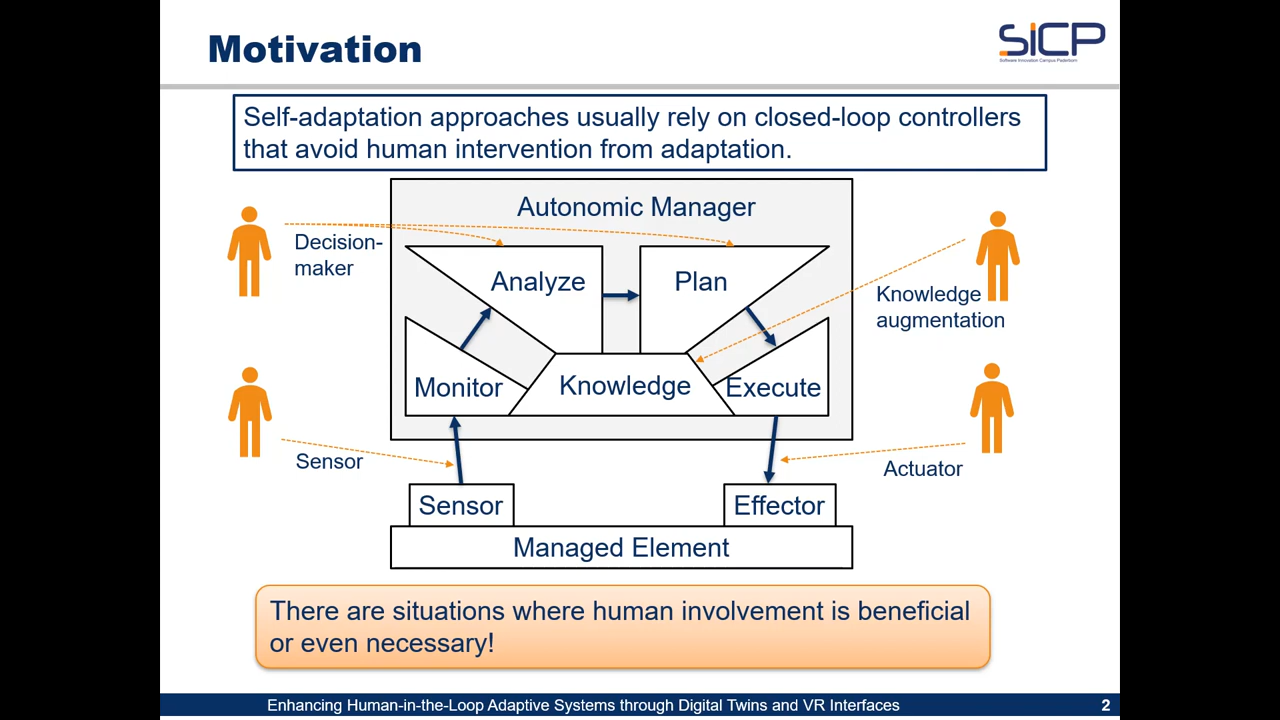 Motivation
SICP
Software Innovation Campus Paderborn
Self-adaptation approaches usually rely on closed-loop controllers
that avoid human intervention from adaptation.
Autonomic Manager
Decision-
maker
Analyze
Plan
Knowledge
augmentation
Monitor
Knowledge
Execute
Sensor
Actuator
Sensor
Effector
Managed Element
There are situations where human involvement is beneficial
or even necessary!
Enhancing Human-in-the-Loop Adaptive Systems through Digital Twins and VR Interfaces
2